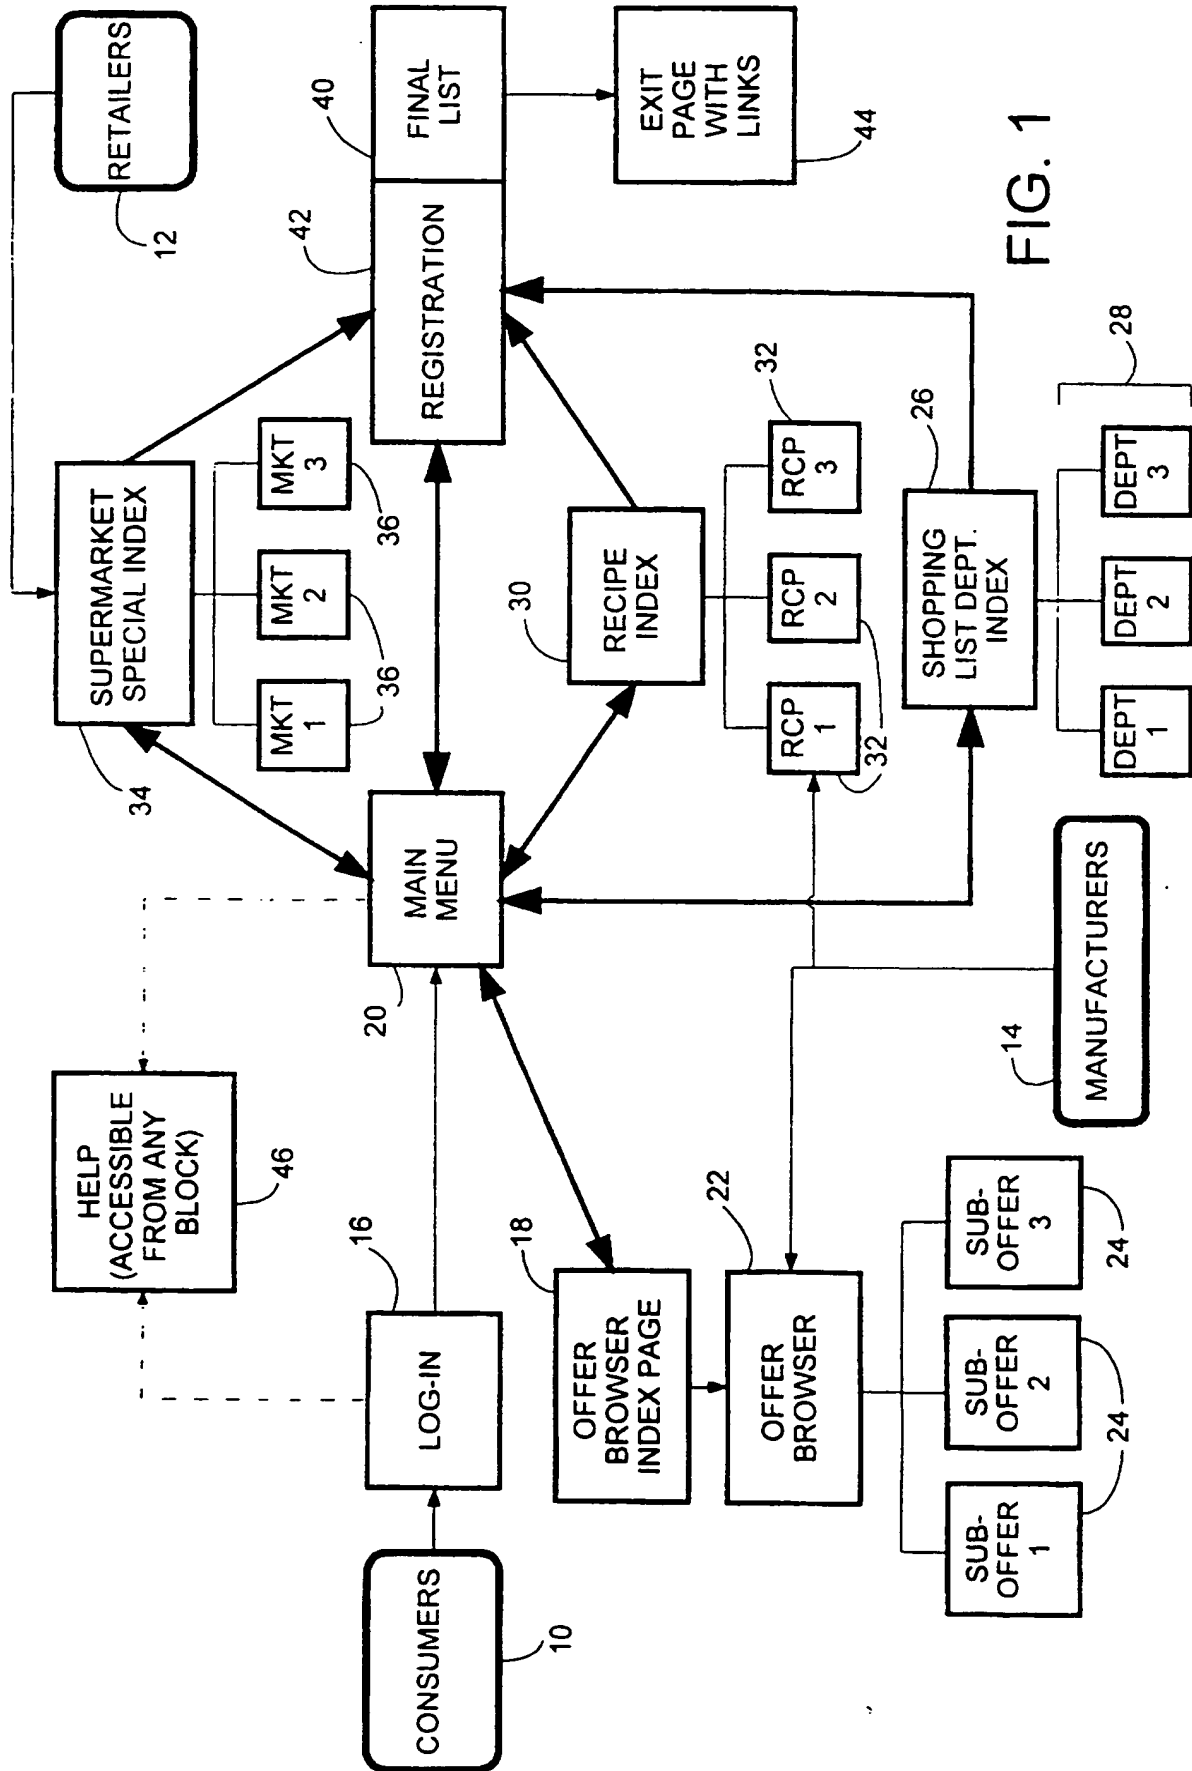 HELP
(ACCESSIBLE
FROM ANY
BLOCK)
46
SUPERMARKET
SPECIAL INDEX
34
RETAILERS
12
MKT
1
MKT
2
MKT
3
36
36
CONSUMERS
10
LOG-IN
16
MAIN
MENU
20
REGISTRATION
42
FINAL
LIST
40
OFFER
BROWSER
INDEX PAGE
18
RECIPE
INDEX
30
EXIT
PAGE
WITH
LINKS
44
OFFER
BROWSER
22
RCP
1
RCP
2
RCP
3
32
32
SUB-
OFFER
1
SUB-
OFFER
2
SUB-
OFFER
3
24
24
SHOPPING
LIST DEPT.
INDEX
26
MANUFACTURERS
14
DEPT
1
DEPT
2
DEPT
3
28
FIG. 1